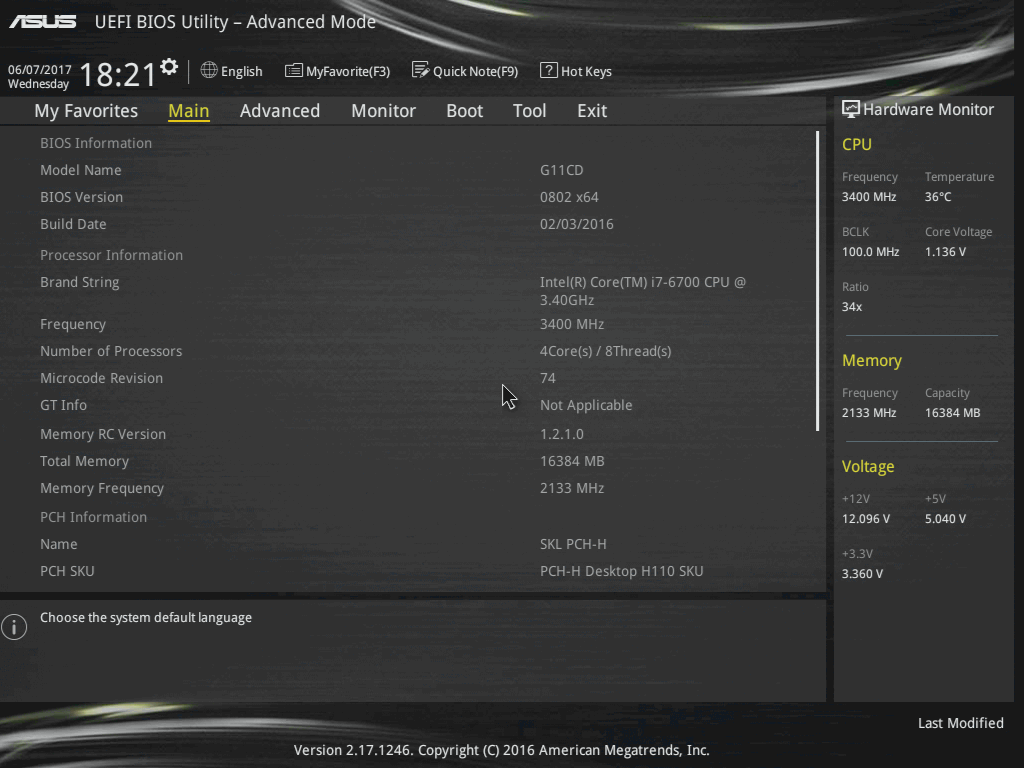 ASUS UEFI BIOS Utility – Advanced Mode
06/07/2017
Wednesday
18:21
English MyFavorite(F3) Quick Note(F9) ? Hot Keys
My Favorites Main Advanced Monitor Boot Tool Exit
BIOS Information
Model Name G11CD
BIOS Version 0802 x64
Build Date 02/03/2016
Processor Information
Brand String Intel(R) Core(TM) i7-6700 CPU @
3.40GHz
Frequency 3400 MHz
Number of Processors 4Core(s) / 8Thread(s)
Microcode Revision 74
GT Info Not Applicable
Memory RC Version 1.2.1.0
Total Memory 16384 MB
Memory Frequency 2133 MHz
PCH Information
Name SKL PCH-H
PCH SKU PCH-H Desktop H110 SKU
Choose the system default language
Hardware Monitor
CPU
Frequency Temperature
3400 MHz 36°C
BCLK Core Voltage
100.0 MHz 1.136 V
Ratio
34x
Memory
Frequency Capacity
2133 MHz 16384 MB
Voltage
+12V +5V
12.096 V 5.040 V
+3.3V
3.360 V
Last Modified
Version 2.17.1246. Copyright (C) 2016 American Megatrends, Inc.